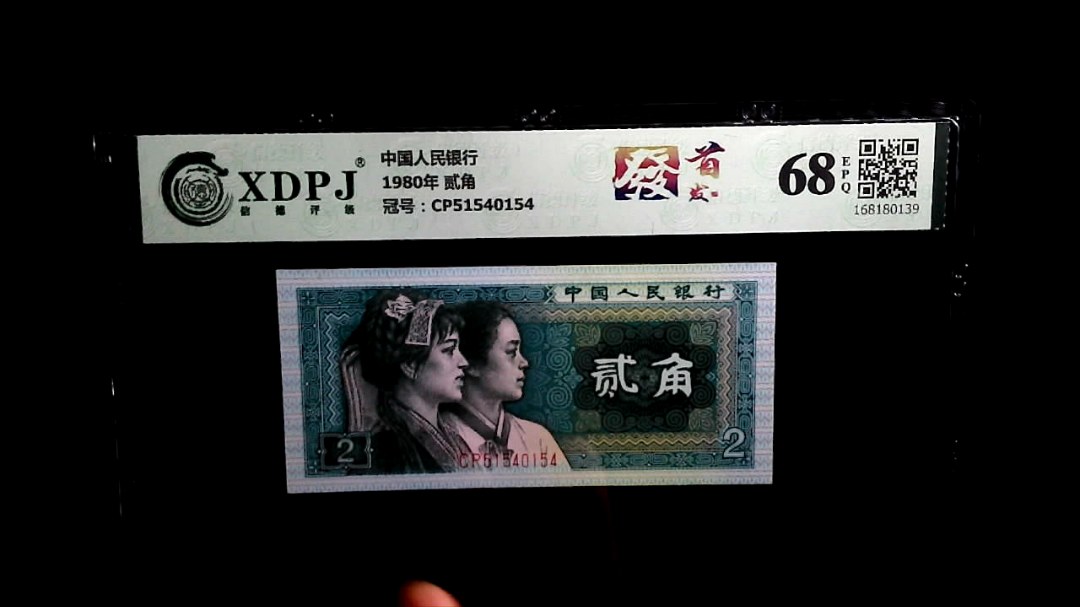 XDPJ®
信德评级
中国人民银行
1980年 贰角
冠号：CP51540154
發
首
发
68
EPQ
168180139
中国人民银行
贰角
2
CP51540154
2